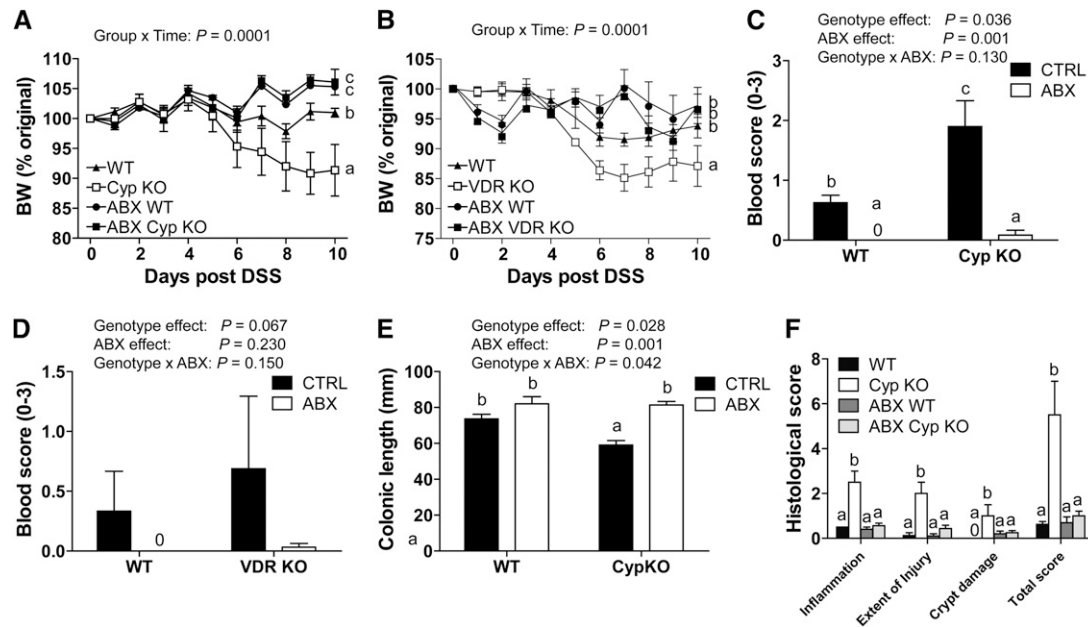 A
Group x Time: P = 0.0001
BW (% original)
110
105
100
95
90
85
80
c
c
b
a
WT
Cyp KO
ABX WT
ABX Cyp KO
0 2 4 6 8 10
Days post DSS
B
Group x Time: P = 0.0001
BW (% original)
110
105
100
95
90
85
80
75
b
b
b
a
WT
VDR KO
ABX WT
ABX VDR KO
0 2 4 6 8 10
Days post DSS
C
Genotype effect: P = 0.036
ABX effect: P = 0.001
Genotype x ABX: P = 0.130
CTRL
ABX
Blood score (0-3)
3
2
1
0
b
a
0
c
a
WT Cyp KO
D
Genotype effect: P = 0.067
ABX effect: P = 0.230
Genotype x ABX: P = 0.150
CTRL
ABX
Blood score (0-3)
1.5
1.0
0.5
0.0
0
WT VDR KO
E
Genotype effect: P = 0.028
ABX effect: P = 0.001
Genotype x ABX: P = 0.042
CTRL
ABX
Colonic length (mm)
100
80
60
40
20
0
a
b
b
a
b
WT CypKO
F
WT
Cyp KO
ABX WT
ABX Cyp KO
Histological score
8
6
4
2
0
a b a a
a b a a
a 0 b a a
a b a a
Inflammation
Extent of Injury
Crypt damage
Total score